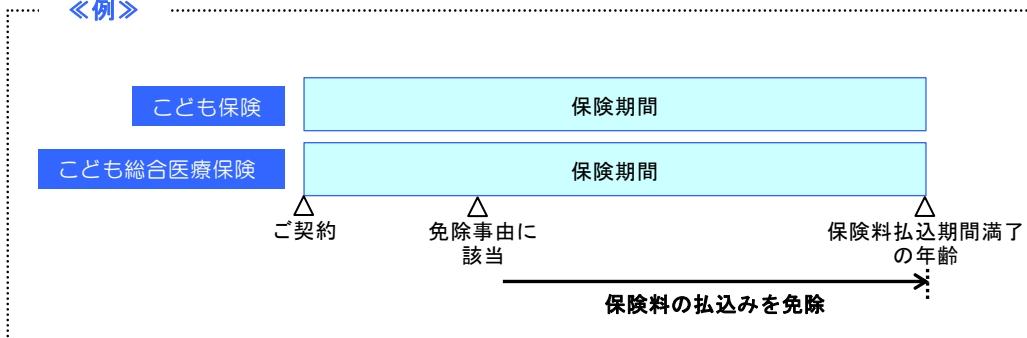 ≪例≫
こども保険
保険期間
こども総合医療保険
保険期間
ご契約
免除事由に
該当
保険料払込期間満了
の年齢
保険料の払込みを免除